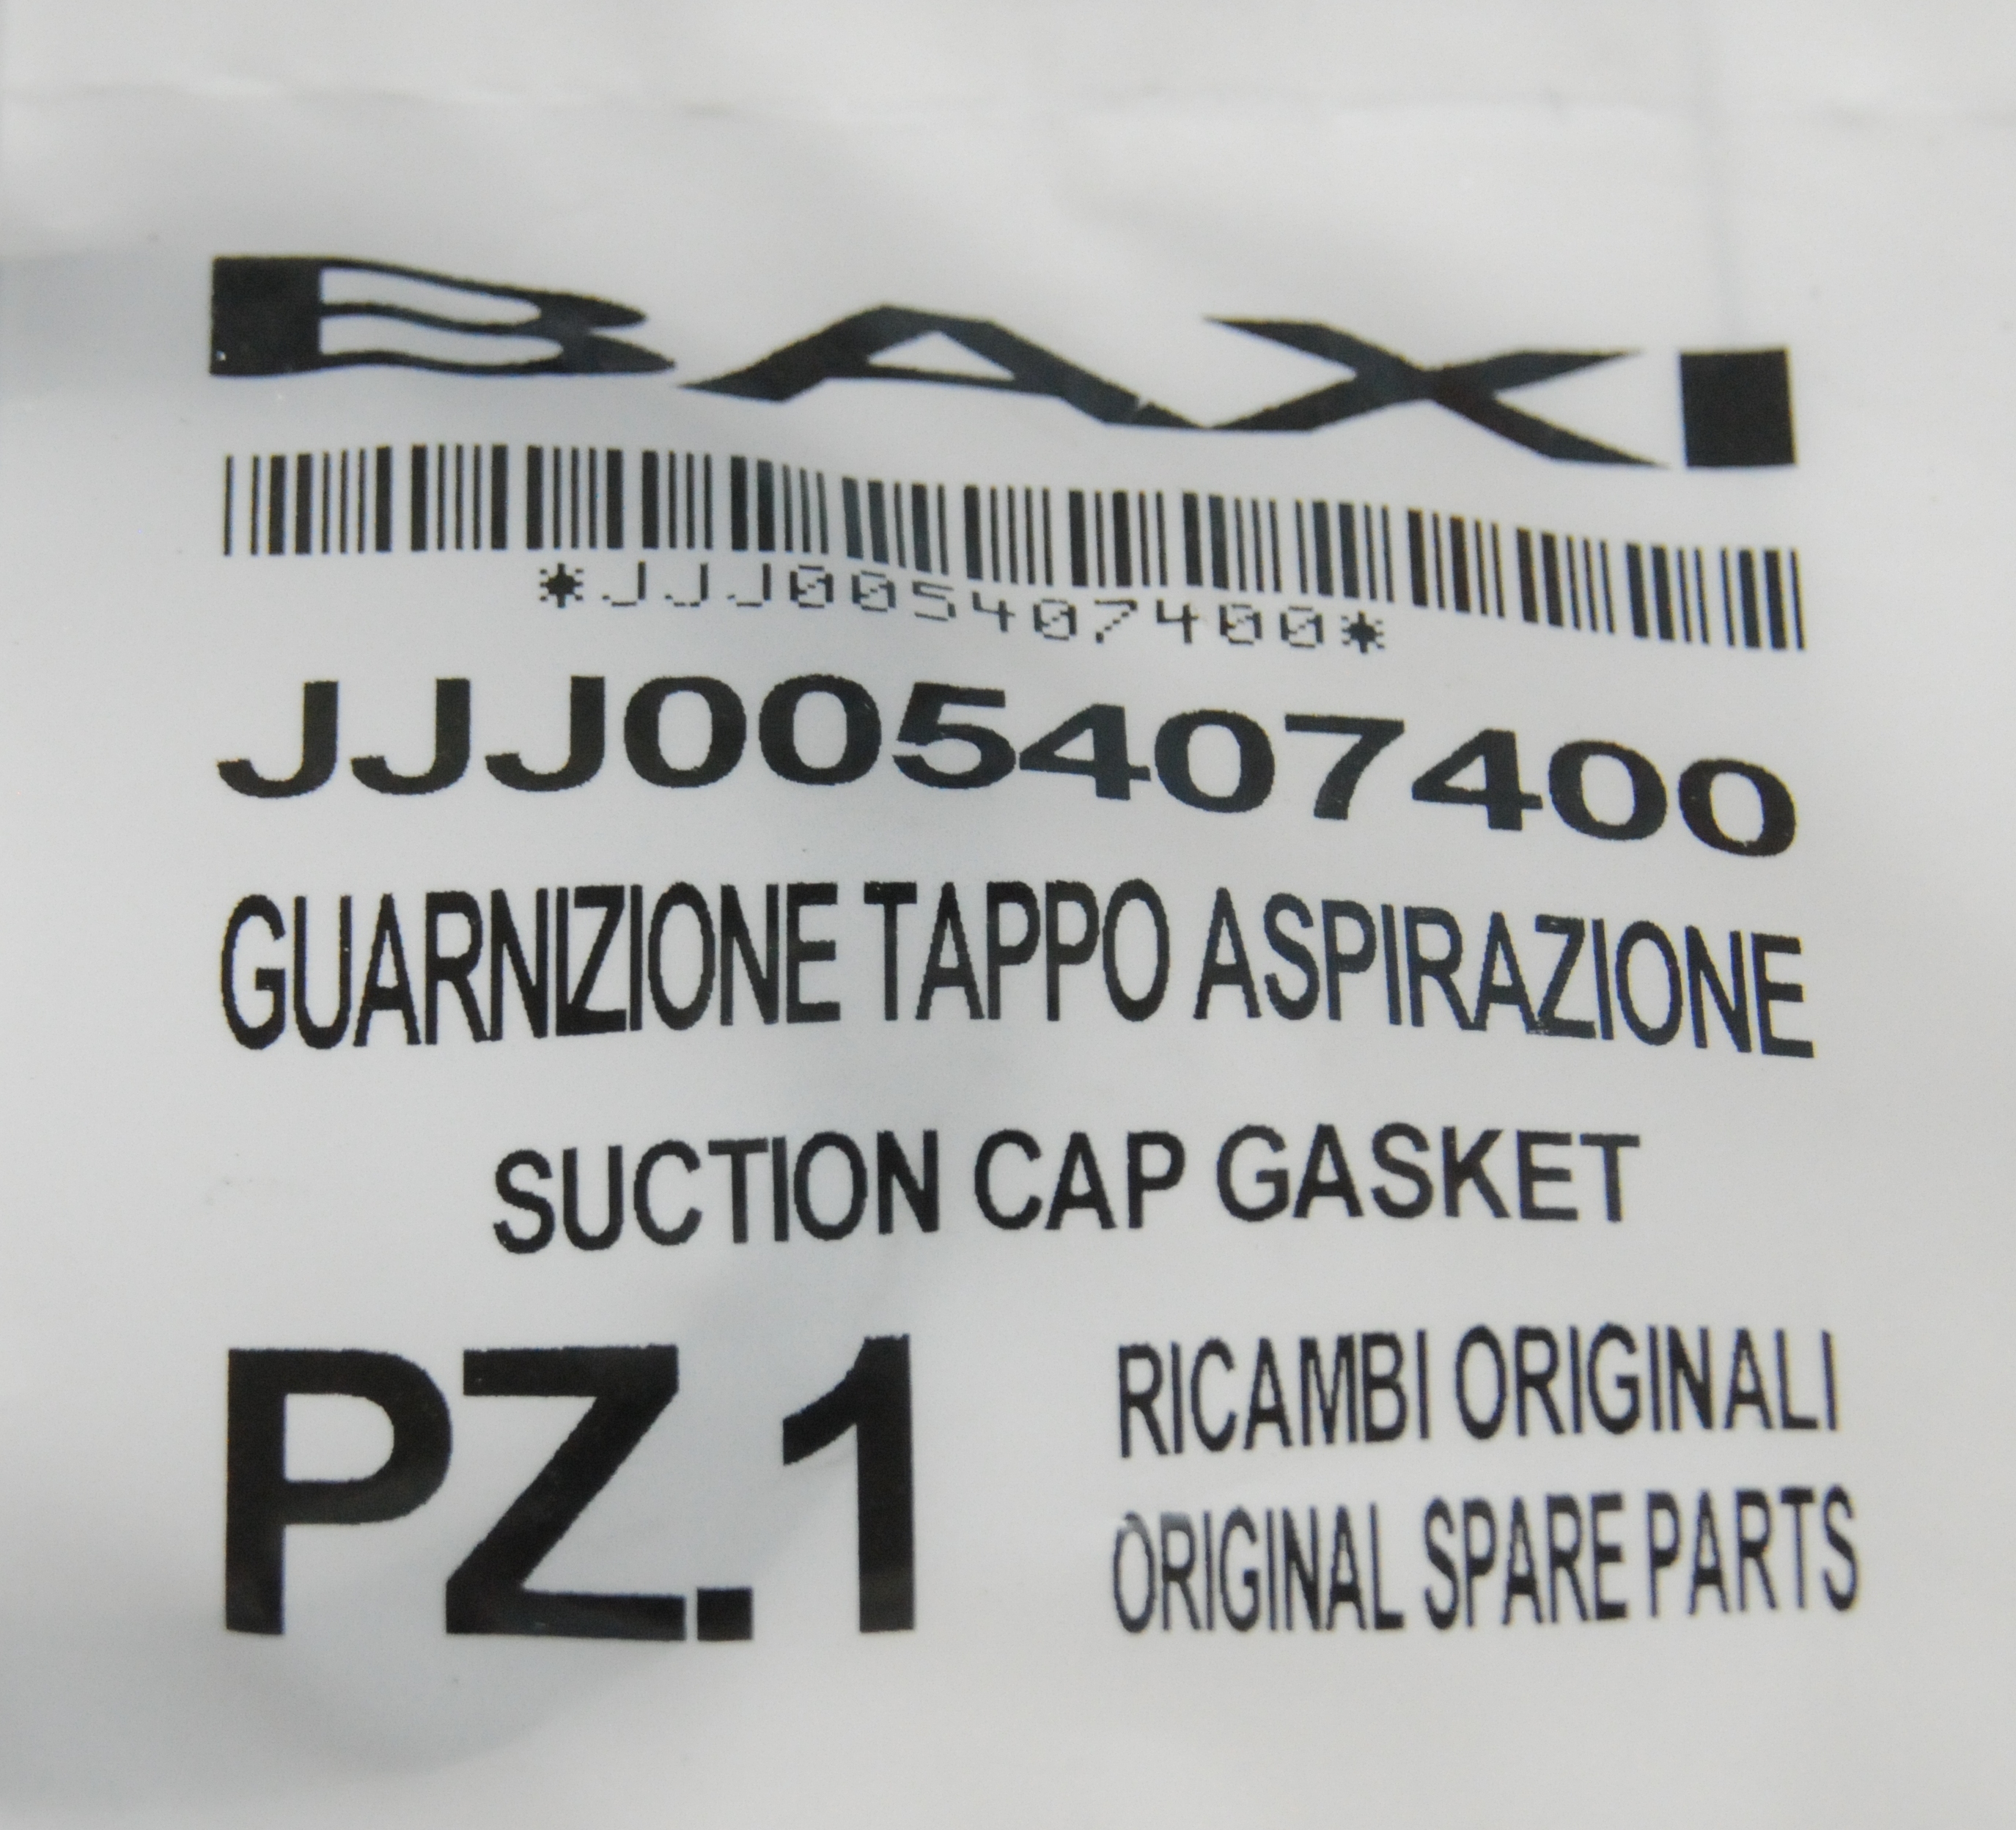 BAXI
*JJJ005407400*
JJJ005407400
GUARNIZIONE TAPPO ASPIRAZIONE
SUCTION CAP GASKET
PZ.1
RICAMBI ORIGINALI
ORIGINAL SPARE PARTS